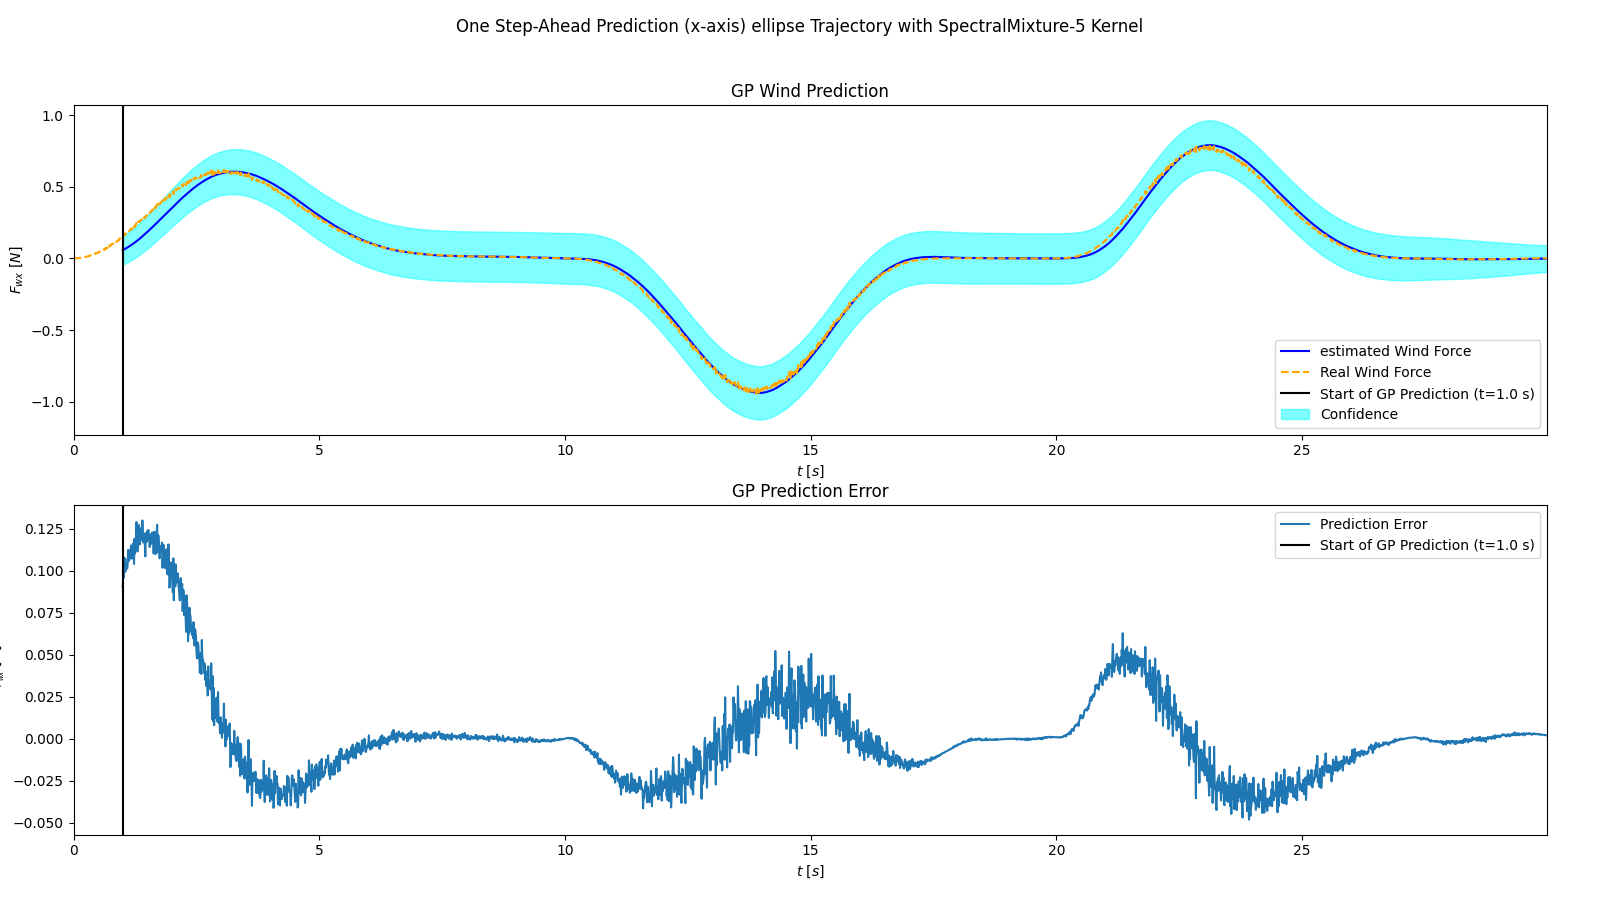 One Step-Ahead Prediction (x-axis) ellipse Trajectory with SpectralMixture-5 Kernel
GP Wind Prediction
F_wx [N]
1.0
0.5
0.0
−0.5
−1.0
estimated Wind Force
Real Wind Force
Start of GP Prediction (t=1.0 s)
Confidence
0 5 10 15 20 25
t [s]
GP Prediction Error
0.125
0.100
0.075
0.050
0.025
0.000
−0.025
−0.050
Prediction Error
Start of GP Prediction (t=1.0 s)
0 5 10 15 20 25
t [s]